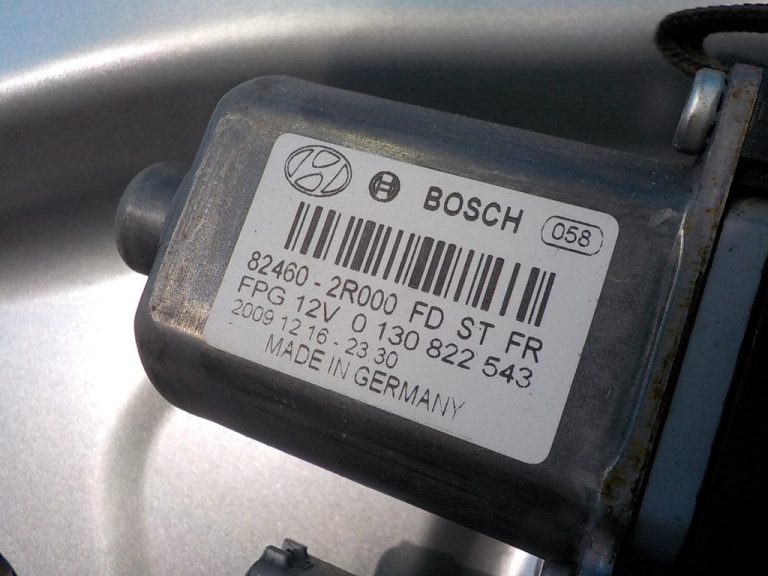 BOSCH 058
82460-2R000 FD ST FR
FPG 12V 0 130 822 543
2009 12 16 - 23:30
MADE IN GERMANY